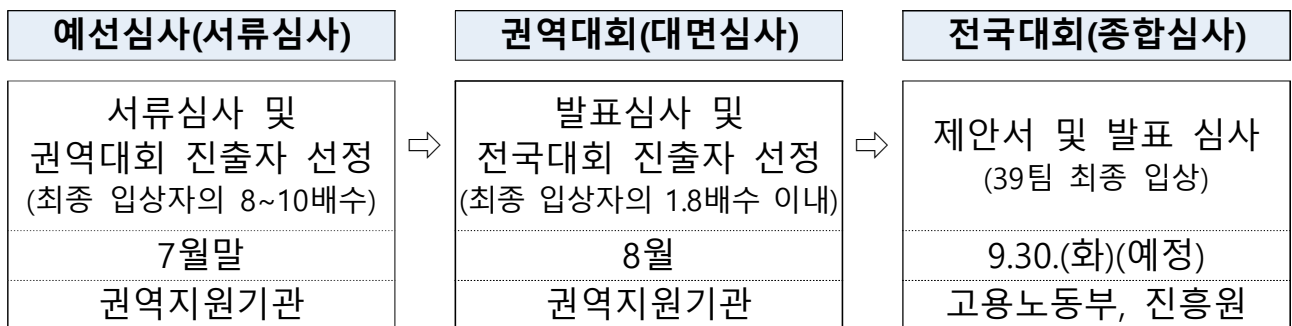 예선심사(서류심사)
서류심사 및
권역대회 진출자 선정
(최종 입상자의 8~10배수)
7월말
권역지원기관
⇨
권역대회(대면심사)
발표심사 및
전국대회 진출자 선정
(최종 입상자의 1.8배수 이내)
8월
권역지원기관
⇨
전국대회(종합심사)
제안서 및 발표 심사
(39팀 최종 입상)
9.30.(화)(예정)
고용노동부, 진흥원